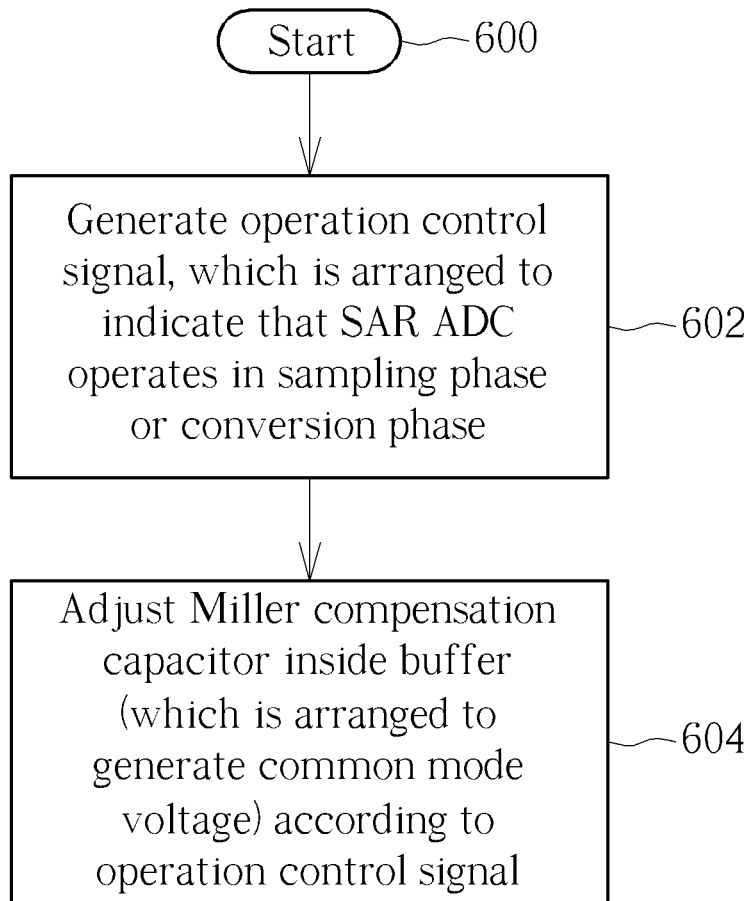 Start
600
Generate operation control
signal, which is arranged to
indicate that SAR ADC
operates in sampling phase
or conversion phase
602
Adjust Miller compensation
capacitor inside buffer
(which is arranged to
generate common mode
voltage) according to
operation control signal
604